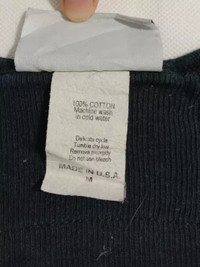 100% COTTON
Machine wash
in cold water
Delicate cycle
Tumble dry low
Remove promptly
Do not use bleach
MADE IN U.S.A.
M